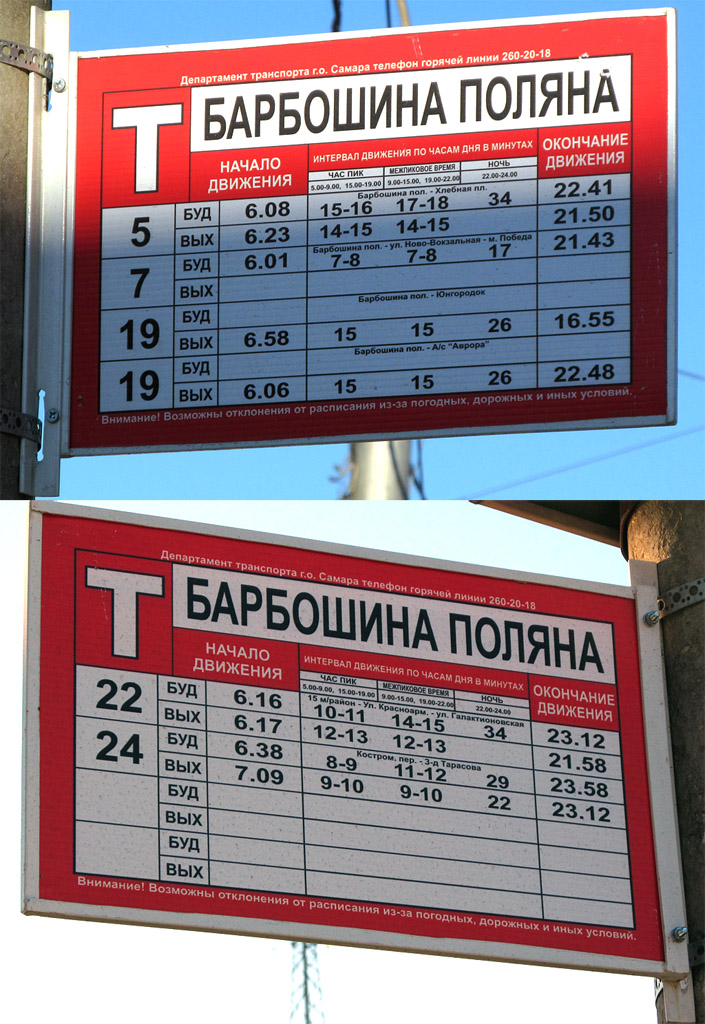 Департамент транспорта г.о. Самара телефон горячей линии 260-20-18
Т БАРБОШИНА ПОЛЯНА
НАЧАЛО ДВИЖЕНИЯ
ИНТЕРВАЛ ДВИЖЕНИЯ ПО ЧАСАМ ДНЯ В МИНУТАХ
ЧАС ПИК МЕЖПИКОВОЕ ВРЕМЯ НОЧЬ
5.00-9.00, 15.00-19.00 9.00-15.00, 19.00-22.00 22.00-24.00
ОКОНЧАНИЕ ДВИЖЕНИЯ
Барбошина пол. - Хлебная пл.
5 БУД 6.08 15-16 17-18 34 22.41
ВЫХ 6.23 14-15 14-15 21.50
Барбошина пол. - ул. Ново-Вокзальная - м. Победа
7 БУД 6.01 7-8 7-8 17 21.43
ВЫХ
Барбошина пол. - Юнгородок
19 БУД
ВЫХ 6.58 15 15 26 16.55
Барбошина пол. - А/с "Аврора"
19 БУД
ВЫХ 6.06 15 15 26 22.48
Внимание! Возможны отклонения от расписания из-за погодных, дорожных и иных условий.
Департамент транспорта г.о. Самара телефон горячей линии 260-20-18
Т БАРБОШИНА ПОЛЯНА
НАЧАЛО ДВИЖЕНИЯ
ИНТЕРВАЛ ДВИЖЕНИЯ ПО ЧАСАМ ДНЯ В МИНУТАХ
ЧАС ПИК МЕЖПИКОВОЕ ВРЕМЯ НОЧЬ
5.00-9.00, 15.00-19.00 9.00-15.00, 19.00-22.00 22.00-24.00
ОКОНЧАНИЕ ДВИЖЕНИЯ
15 м/район - Ул. Красноарм. - ул. Галактионовская
22 БУД 6.16 10-11 14-15 34 23.12
ВЫХ 6.17 12-13 12-13 21.58
Костром. пер. - З-д Тарасова
24 БУД 6.38 8-9 11-12 29 23.58
ВЫХ 7.09 9-10 9-10 22 23.12
БУД
ВЫХ
БУД
ВЫХ
Внимание! Возможны отклонения от расписания из-за погодных, дорожных и иных условий.